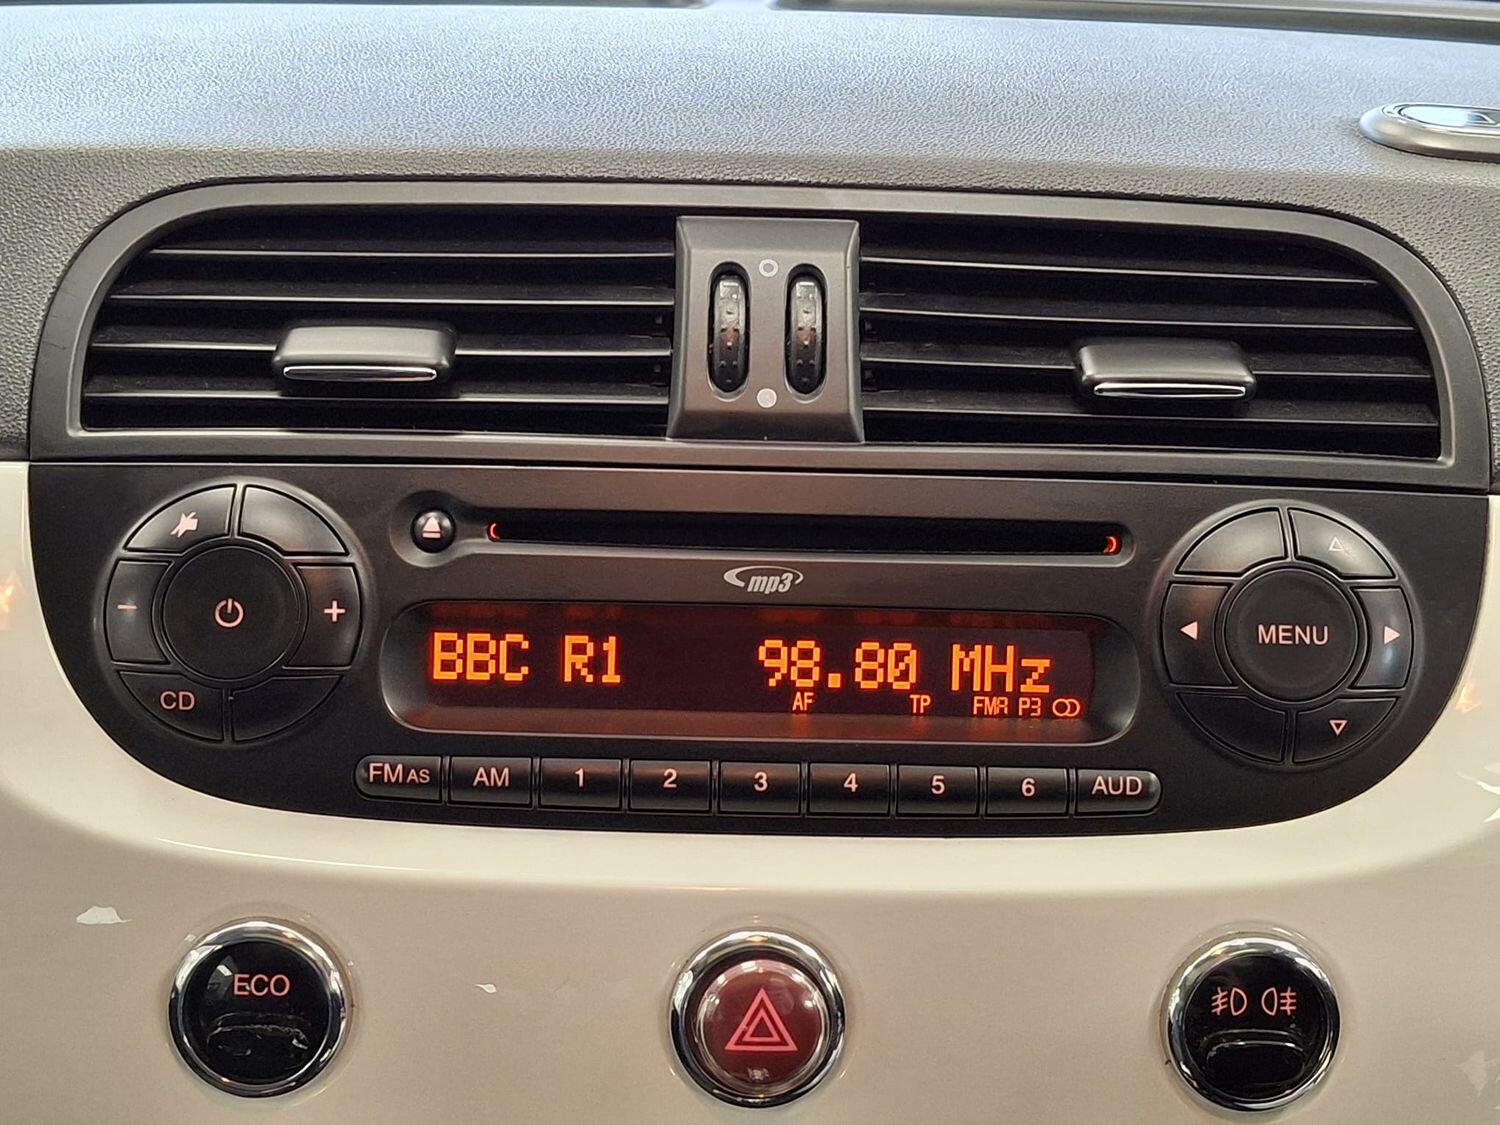 mp3
BBC R1 98.80 MHz
AF TP FMA P3
MENU
CD
FM AS AM 1 2 3 4 5 6 AUD
ECO